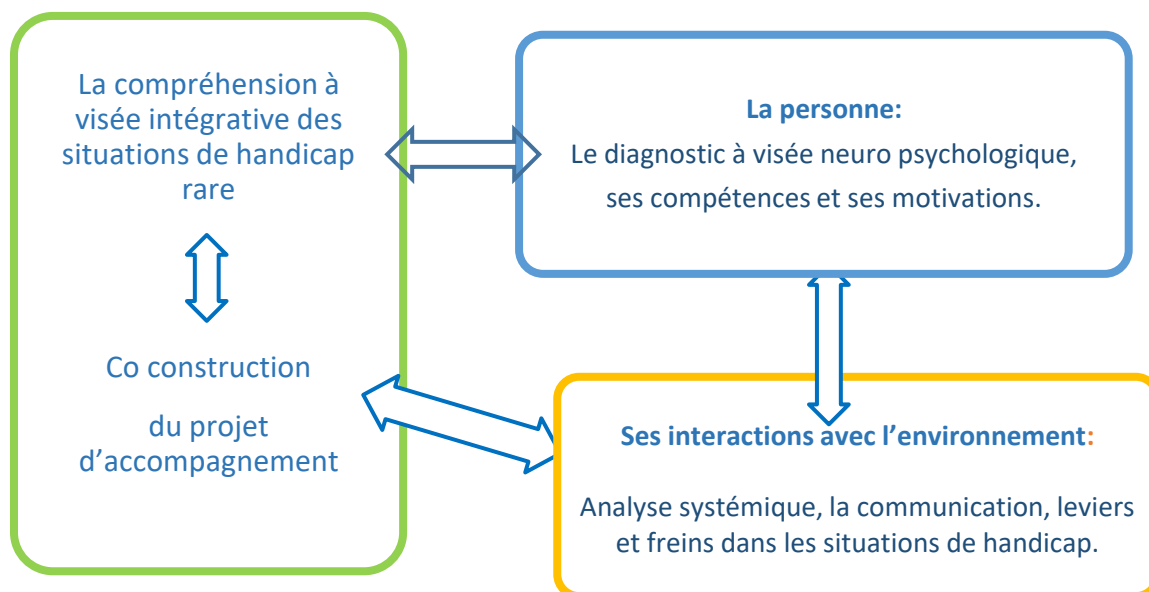 La compréhension à
visée intégrative des
situations de handicap
rare
Co construction
du projet
d'accompagnement
La personne:
Le diagnostic à visée neuro psychologique,
ses compétences et ses motivations.
Ses interactions avec l'environnement:
Analyse systémique, la communication, leviers
et freins dans les situations de handicap.